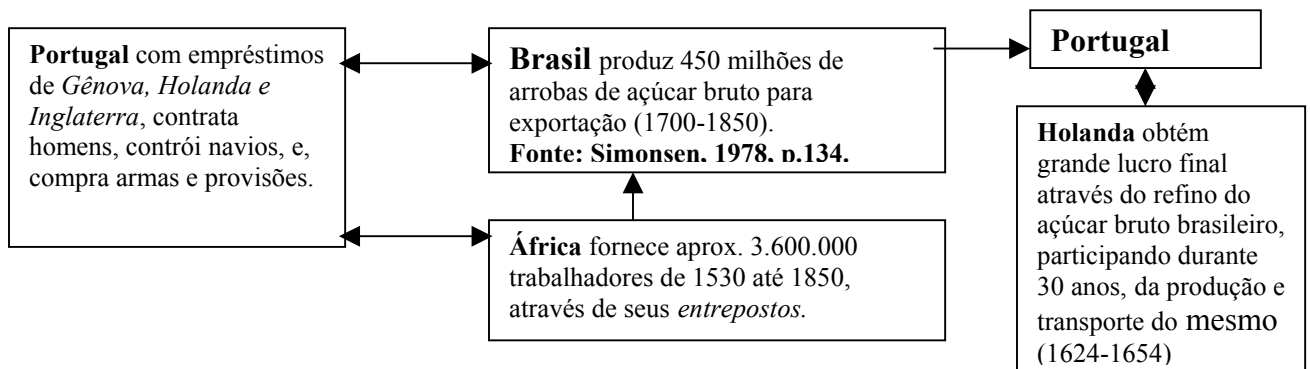 Portugal com empréstimos
de Gênova, Holanda e
Inglaterra, contrata
homens, contrói navios, e,
compra armas e provisões.
Brasil produz 450 milhões de
arrobas de açúcar bruto para
exportação (1700-1850).
Fonte: Simonsen, 1978, p.134.
África fornece aprox. 3.600.000
trabalhadores de 1530 até 1850,
através de seus entrepostos.
Portugal
Holanda obtém
grande lucro final
através do refino do
açúcar bruto brasileiro,
participando durante
30 anos, da produção e
transporte do mesmo
(1624-1654)